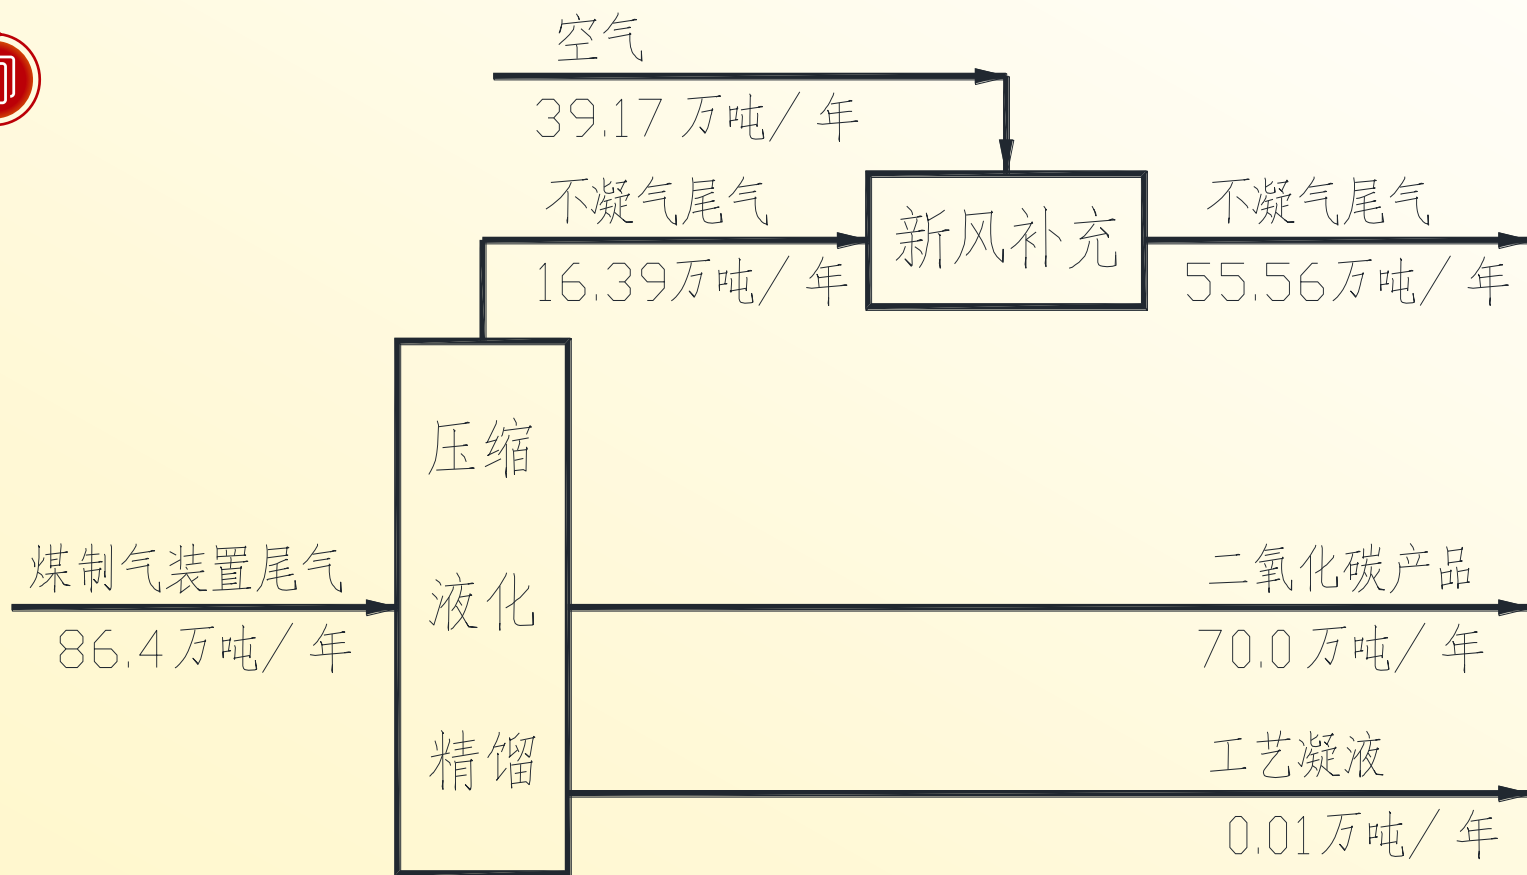 空气
39.17 万吨/ 年
不凝气尾气
16.39万吨/ 年
新风补充
不凝气尾气
55.56万吨/ 年
压缩
液化
精馏
煤制气装置尾气
86.4万吨/ 年
二氧化碳产品
70.0 万吨/ 年
工艺凝液
0.01万吨/ 年